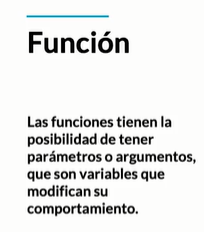 Función
Las funciones tienen la
posibilidad de tener
parámetros o argumentos,
que son variables que
modifican su
comportamiento.